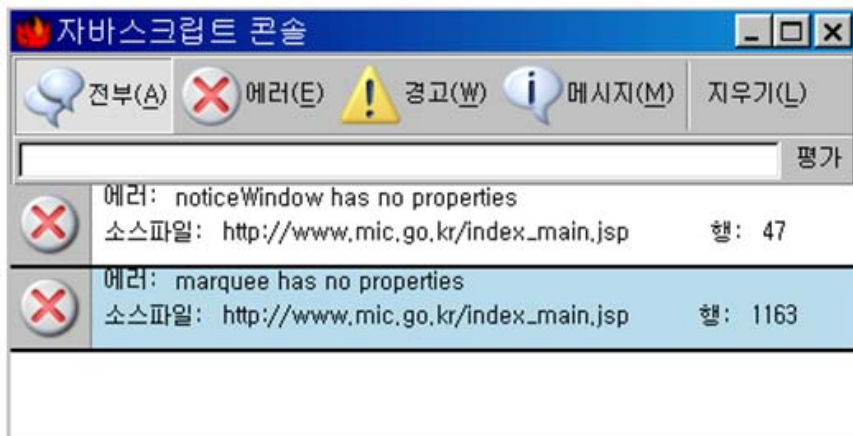 자바스크립트 콘솔
전부(A) 에러(E) 경고(W) 메시지(M) 지우기(L)
평가
에러: noticeWindow has no properties
소스파일: http://www.mic.go.kr/index_main.jsp 행: 47
에러: marquee has no properties
소스파일: http://www.mic.go.kr/index_main.jsp 행: 1163